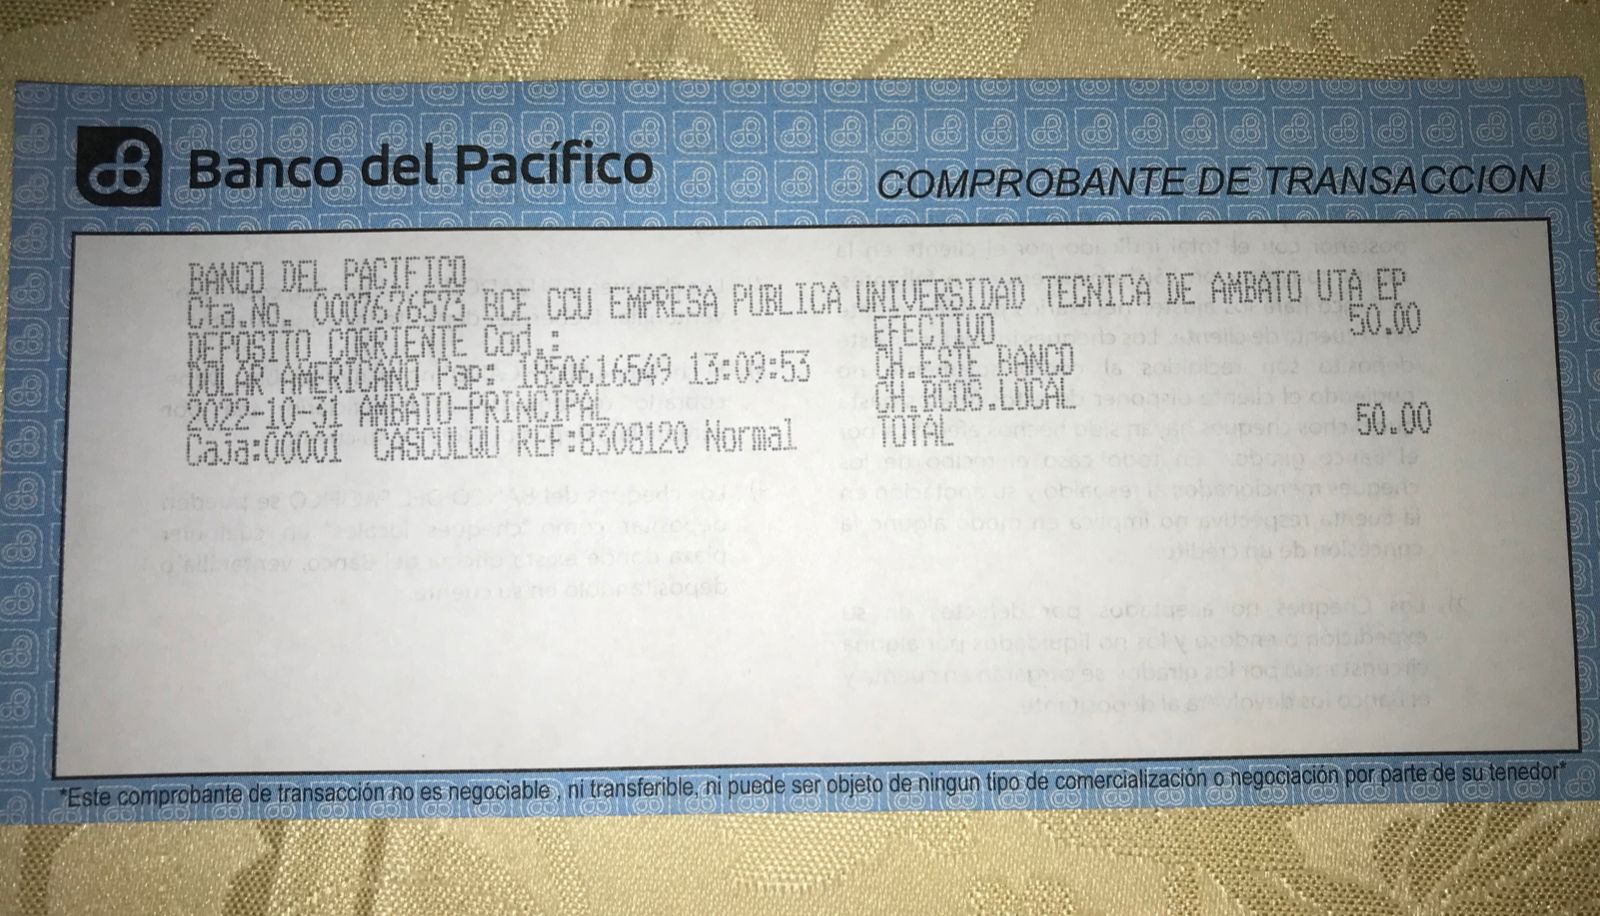 Banco del Pacífico
COMPROBANTE DE TRANSACCION
BANCO DEL PACIFICO
Cta.No. 0007676573 BCE CCU EMPRESA PUBLICA UNIVERSIDAD TECNICA DE AMBATO UTA EP
DEPOSITO CORRIENTE Cod.:
DOLAR AMERICANO Pap: 1850616549 13:09:53
2022-10-31 AMBATO-PRINCIPAL
Caja:00001 CASCULQU REF:8308120 Normal
EFECTIVO 50.00
CH.ESTE BANCO
CH.BCOS.LOCAL
TOTAL 50.00
*Este comprobante de transacción no es negociable , ni transferible, ni puede ser objeto de ningun tipo de comercialización o negociación por parte de su tenedor*